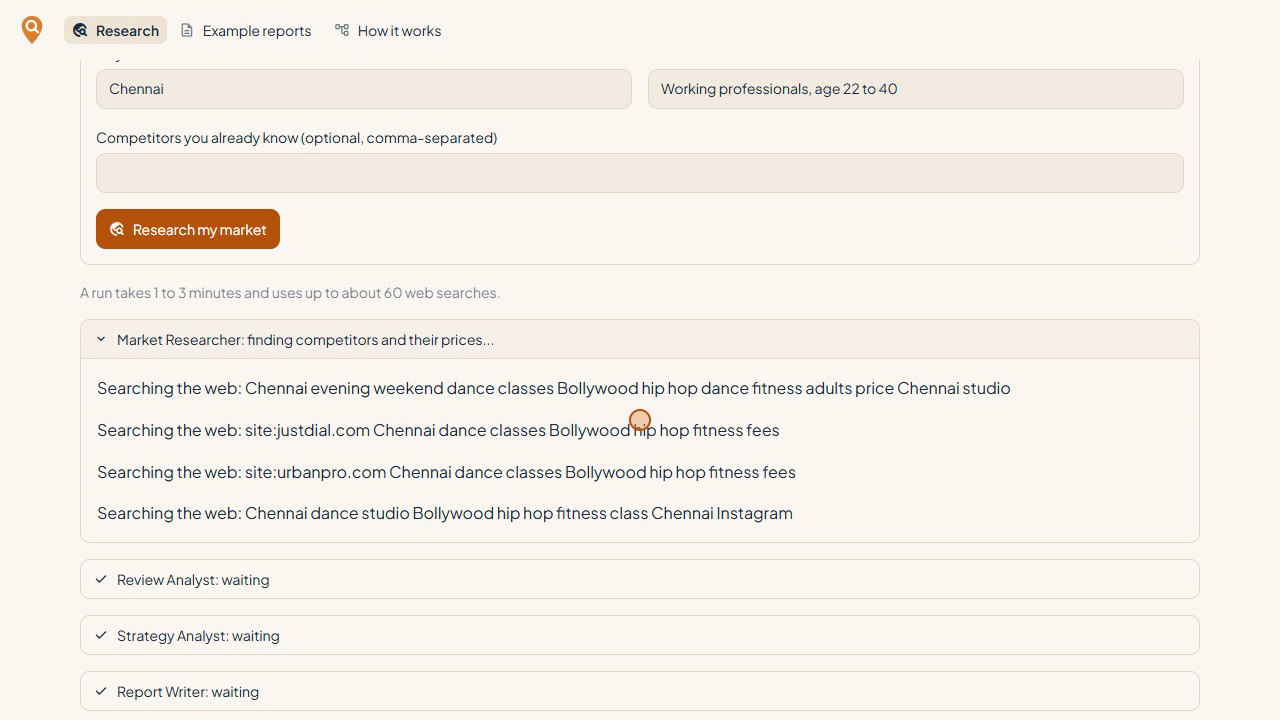 Research
Example reports
How it works
Chennai
Working professionals, age 22 to 40
Competitors you already know (optional, comma-separated)
Research my market
A run takes 1 to 3 minutes and uses up to about 60 web searches.
Market Researcher: finding competitors and their prices...
Searching the web: Chennai evening weekend dance classes Bollywood hip hop dance fitness adults price Chennai studio
Searching the web: site:justdial.com Chennai dance classes Bollywood hip hop fitness fees
Searching the web: site:urbanpro.com Chennai dance classes Bollywood hip hop fitness fees
Searching the web: Chennai dance studio Bollywood hip hop fitness class Chennai Instagram
Review Analyst: waiting
Strategy Analyst: waiting
Report Writer: waiting